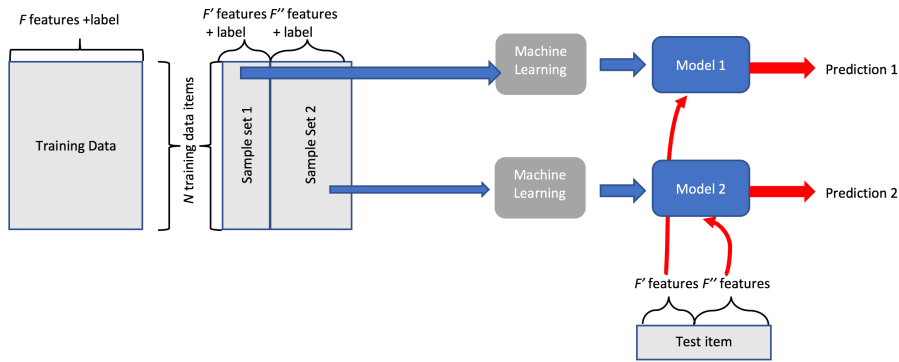 F features +label
F’ features
+ label
F’’ features
+ label
Training Data
N training data items
Sample set 1
Sample Set 2
Machine
Learning
Model 1
Prediction 1
Machine
Learning
Model 2
Prediction 2
F’ features
F’’ features
Test item